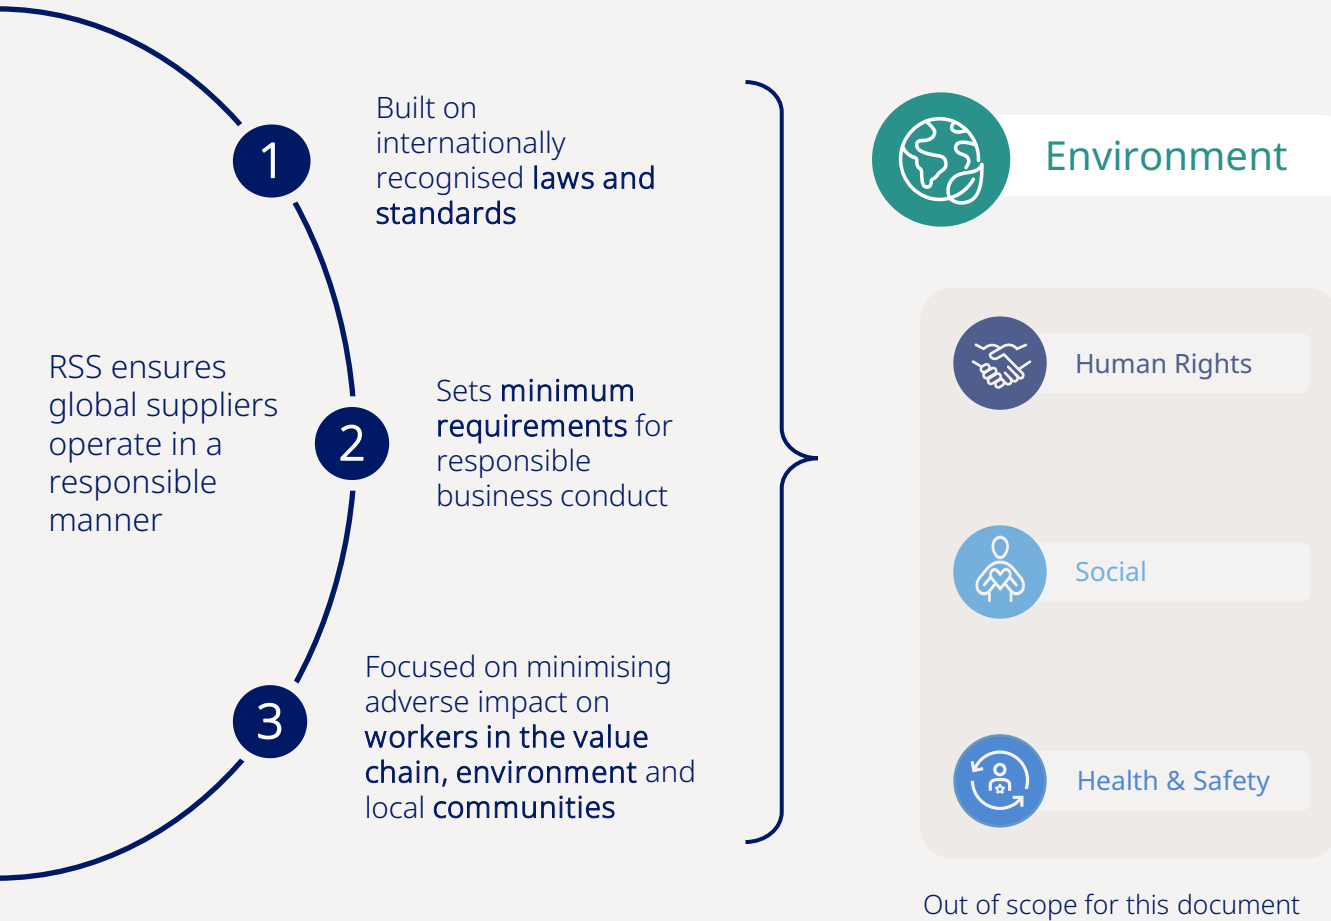 RSS ensures
global suppliers
operate in a
responsible
manner
1
Built on
internationally
recognised laws and
standards
2
Sets minimum
requirements for
responsible
business conduct
3
Focused on minimising
adverse impact on
workers in the value
chain, environment and
local communities
Environment
Human Rights
Social
Health & Safety
Out of scope for this document